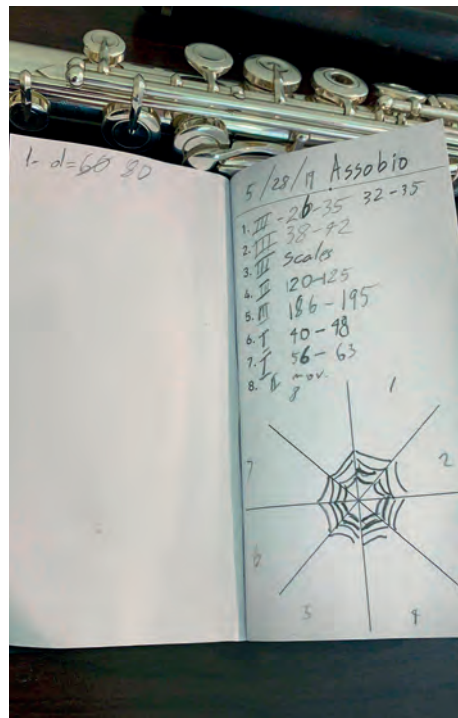 1- d=60 80
5/28/17 Assobio
1. III - 26-35 32-35
2. III 38-42
3. III Scales
4. II 120-125
5. III 186-195
6. I 40-48
7. I 56-63
8. II mov.
8
1
2
7
6
5
4